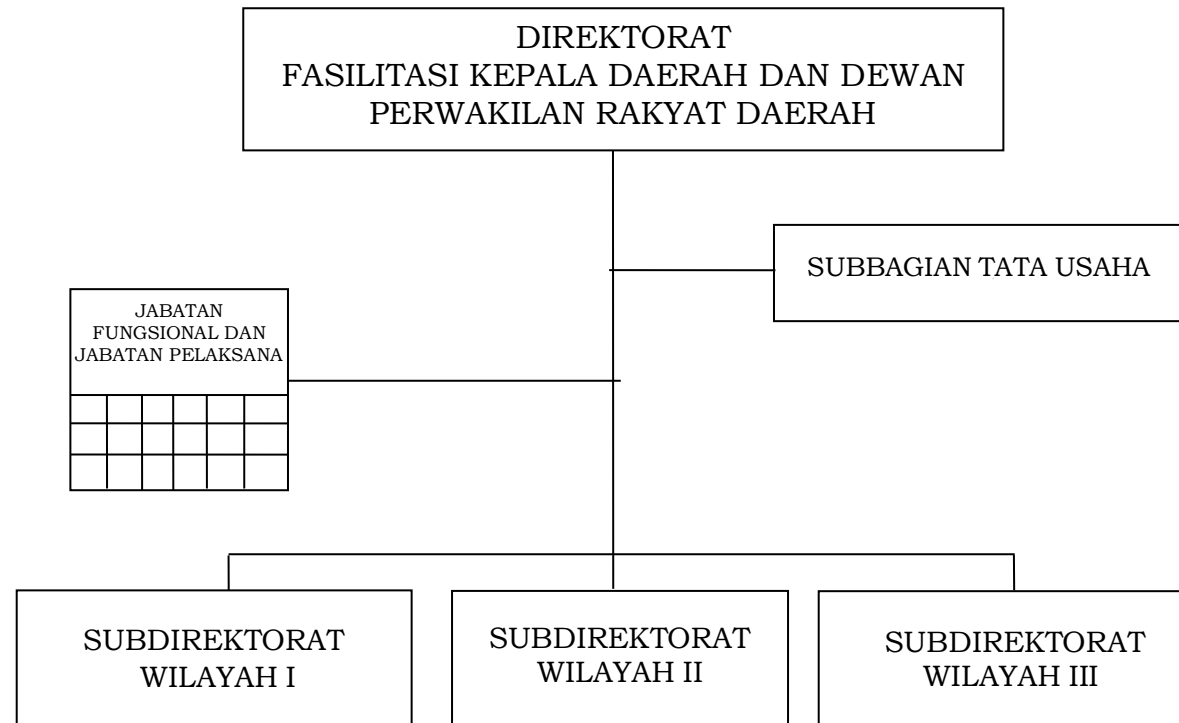 DIREKTORAT
FASILITASI KEPALA DAERAH DAN DEWAN
PERWAKILAN RAKYAT DAERAH
SUBBAGIAN TATA USAHA
JABATAN
FUNGSIONAL DAN
JABATAN PELAKSANA
SUBDIREKTORAT
WILAYAH I
SUBDIREKTORAT
WILAYAH II
SUBDIREKTORAT
WILAYAH III